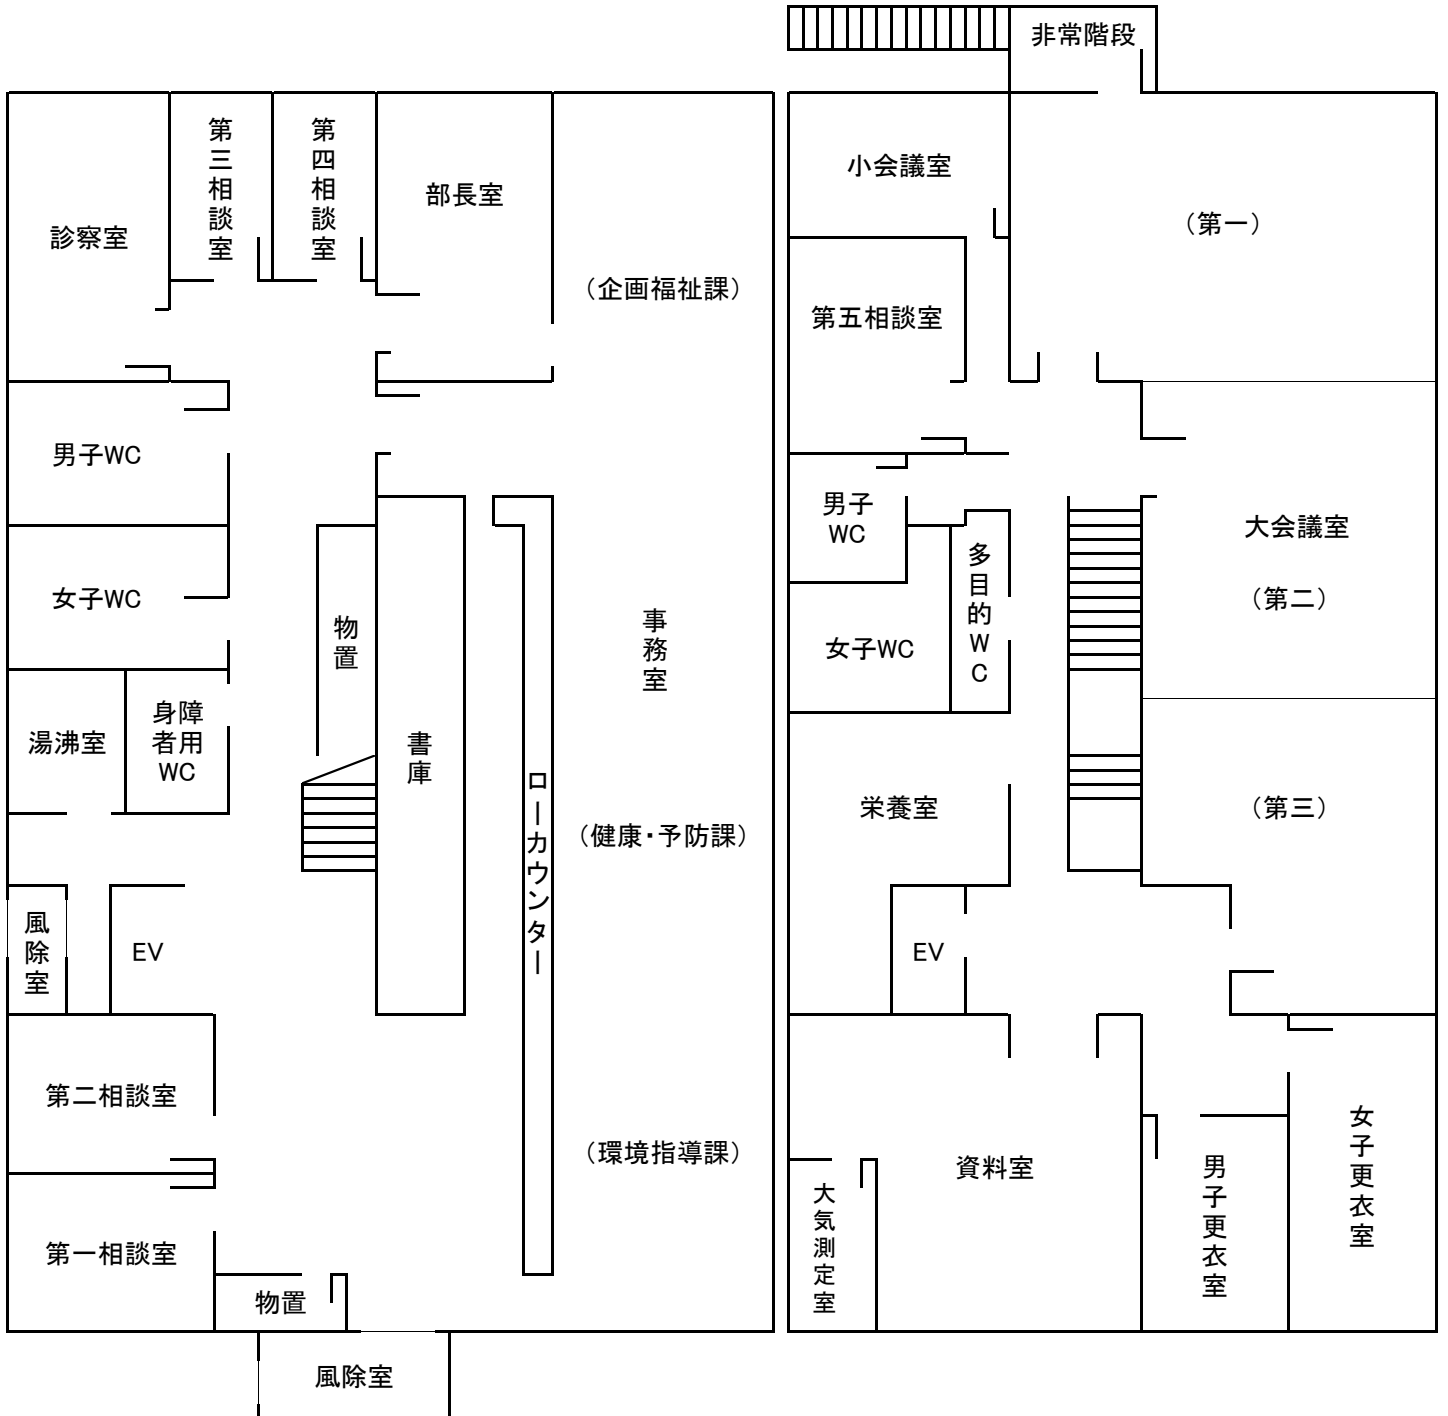 非常階段
第三相談室
第四相談室
部長室
診察室
(企画福祉課)
男子WC
女子WC
物置
事務室
湯沸室
身障
者用
WC
書庫
ローカウンター
(健康・予防課)
風除室
EV
第二相談室
(環境指導課)
第一相談室
物置
風除室
小会議室
(第一)
第五相談室
男子
WC
多目的WC
大会議室
(第二)
女子WC
栄養室
(第三)
EV
資料室
大気測定室
男子更衣室
女子更衣室